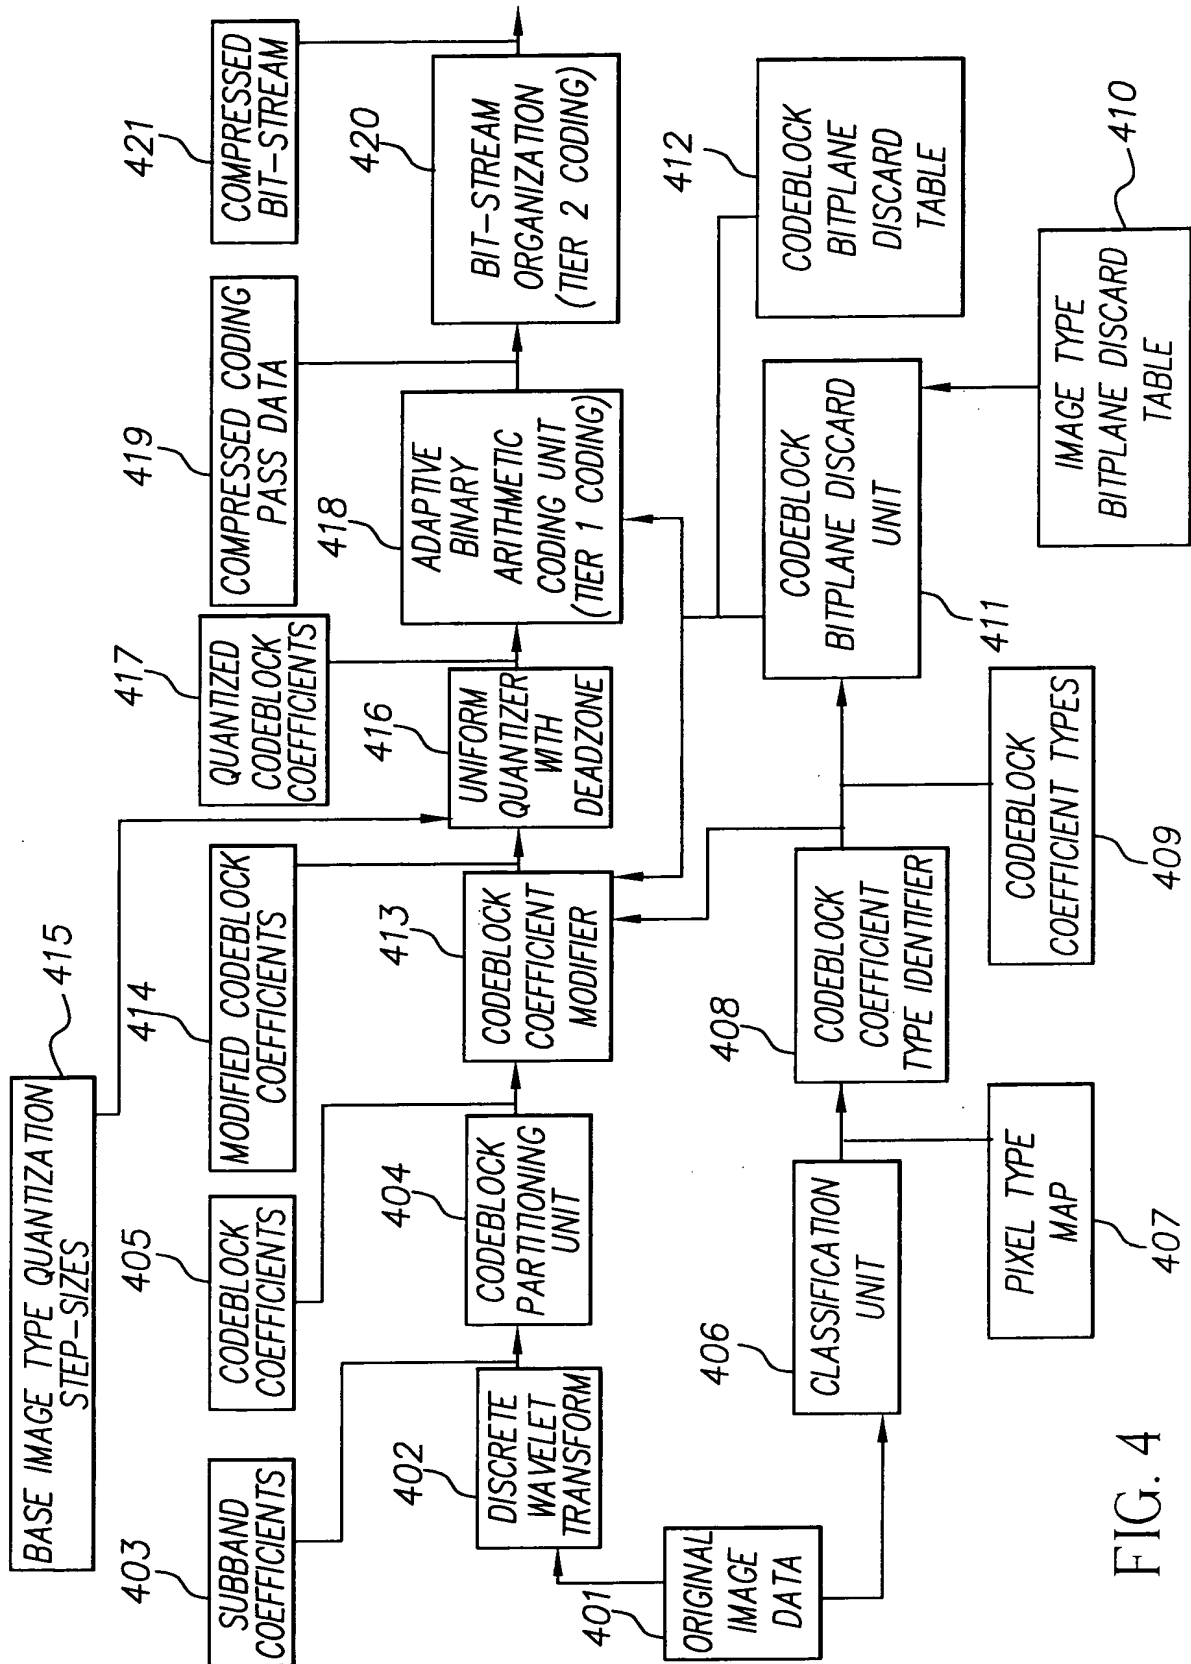 BASE IMAGE TYPE QUANTIZATION
STEP-SIZES
415
403
SUBBAND
COEFFICIENTS
405
CODEBLOCK
COEFFICIENTS
414
MODIFIED CODEBLOCK
COEFFICIENTS
417
QUANTIZED
CODEBLOCK
COEFFICIENTS
419
COMPRESSED CODING
PASS DATA
421
COMPRESSED
BIT-STREAM
402
DISCRETE
WAVELET
TRANSFORM
404
CODEBLOCK
PARTITIONING
UNIT
413
CODEBLOCK
COEFFICIENT
MODIFIER
416
UNIFORM
QUANTIZER
WITH
DEADZONE
418
ADAPTIVE
BINARY
ARITHMETIC
CODING UNIT
(TIER 1 CODING)
420
BIT-STREAM
ORGANIZATION
(TIER 2 CODING)
401
ORIGINAL
IMAGE
DATA
406
CLASSIFICATION
UNIT
408
CODEBLOCK
COEFFICIENT
TYPE IDENTIFIER
411
CODEBLOCK
BITPLANE DISCARD
UNIT
412
CODEBLOCK
BITPLANE
DISCARD
TABLE
PIXEL TYPE
MAP
407
CODEBLOCK
COEFFICIENT TYPES
409
IMAGE TYPE
BITPLANE DISCARD
TABLE
410
FIG. 4